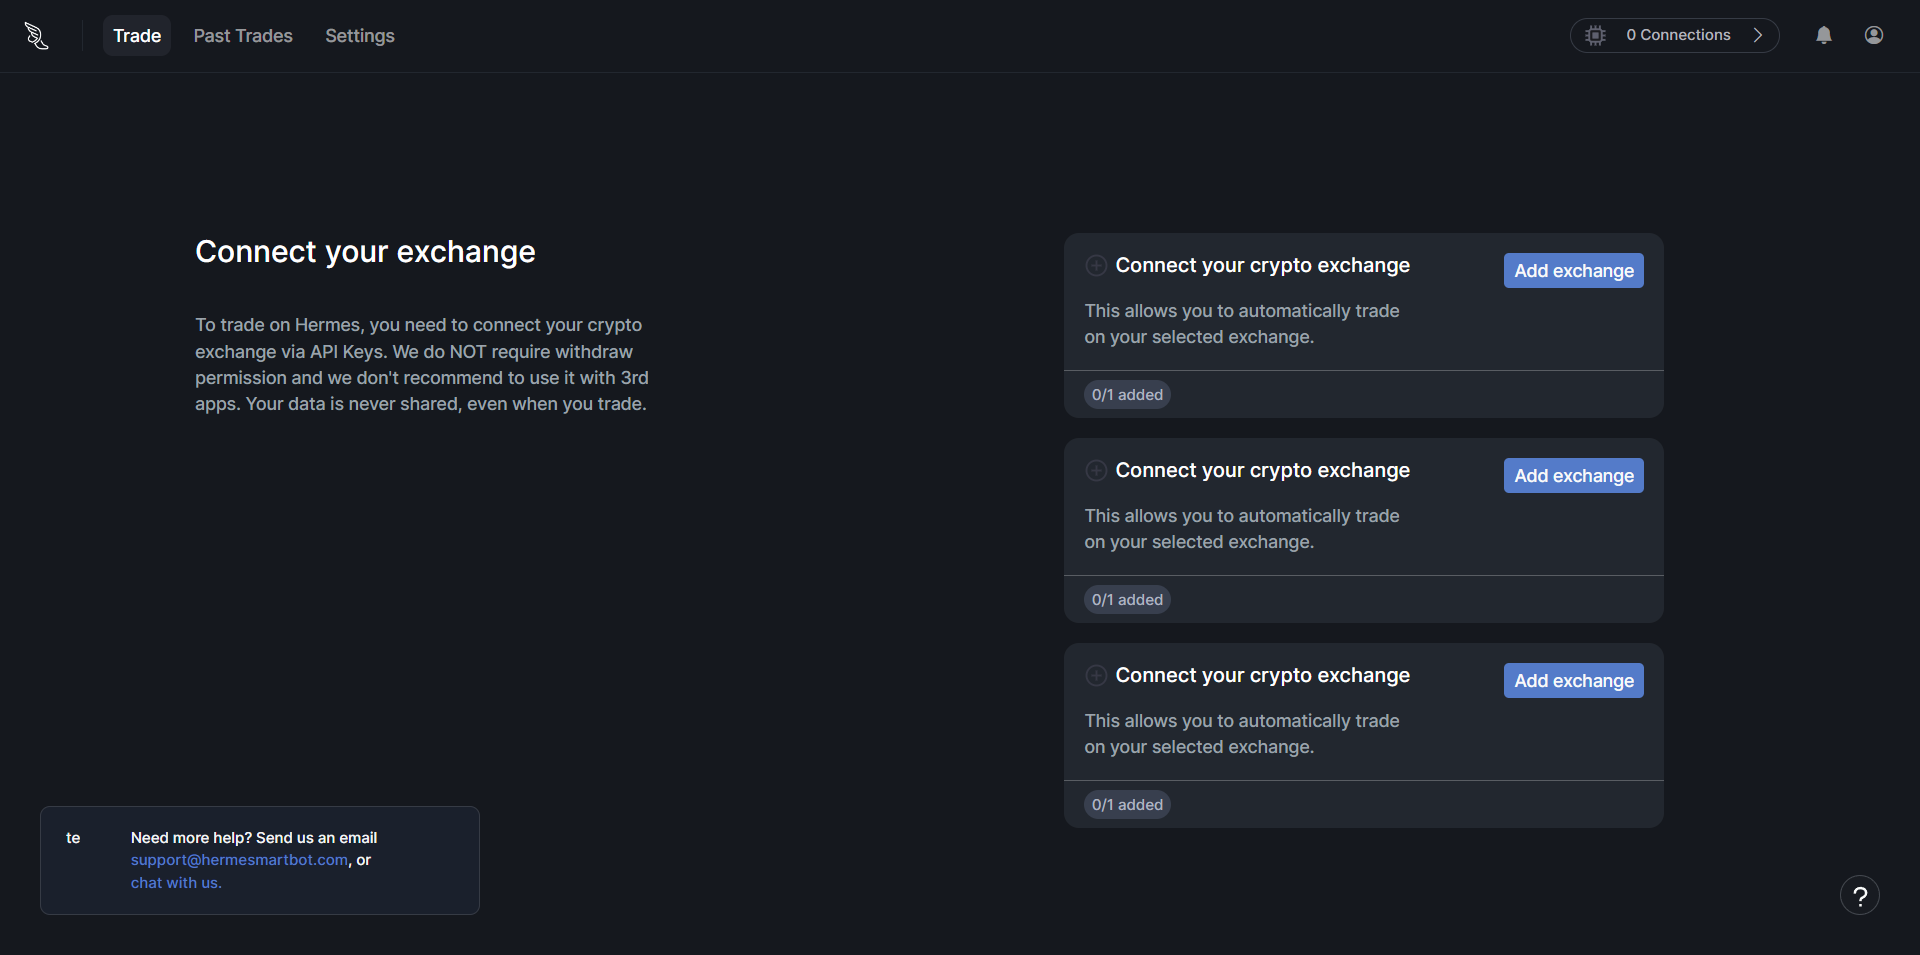 Trade Past Trades Settings 0 Connections
Connect your exchange
To trade on Hermes, you need to connect your crypto
exchange via API Keys. We do NOT require withdraw
permission and we don't recommend to use it with 3rd
apps. Your data is never shared, even when you trade.
Connect your crypto exchange Add exchange
This allows you to automatically trade
on your selected exchange.
0/1 added
Connect your crypto exchange Add exchange
This allows you to automatically trade
on your selected exchange.
0/1 added
Connect your crypto exchange Add exchange
This allows you to automatically trade
on your selected exchange.
0/1 added
te
Need more help? Send us an email
support@hermesmartbot.com, or
chat with us.
?